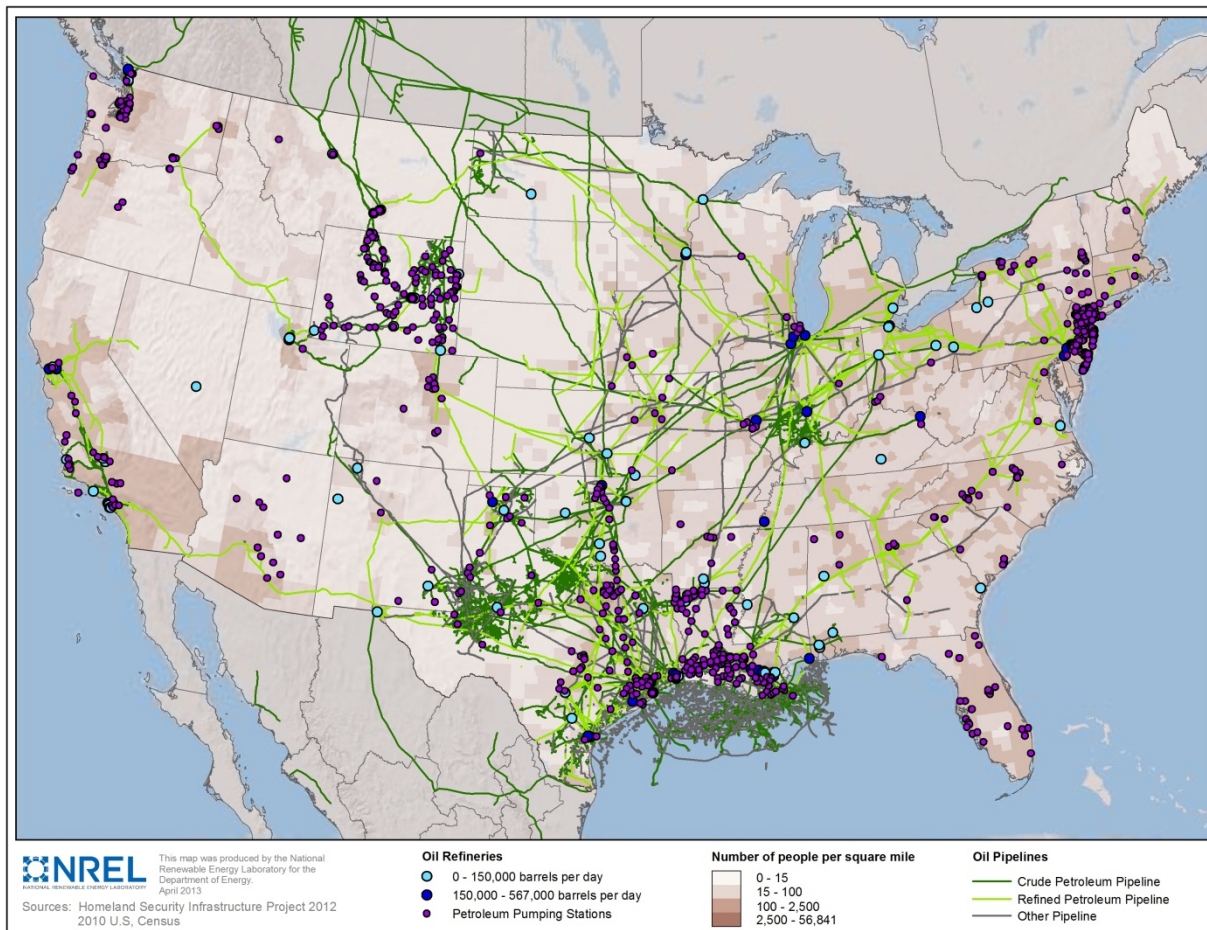 NREL
NATIONAL RENEWABLE ENERGY LABORATORY
This map was produced by the National
Renewable Energy Laboratory for the
Department of Energy.
April 2013
Sources: Homeland Security Infrastructure Project 2012
2010 U.S, Census
Oil Refineries
0 - 150,000 barrels per day
150,000 - 567,000 barrels per day
Petroleum Pumping Stations
Number of people per square mile
0 - 15
15 - 100
100 - 2,500
2,500 - 56,841
Oil Pipelines
Crude Petroleum Pipeline
Refined Petroleum Pipeline
Other Pipeline